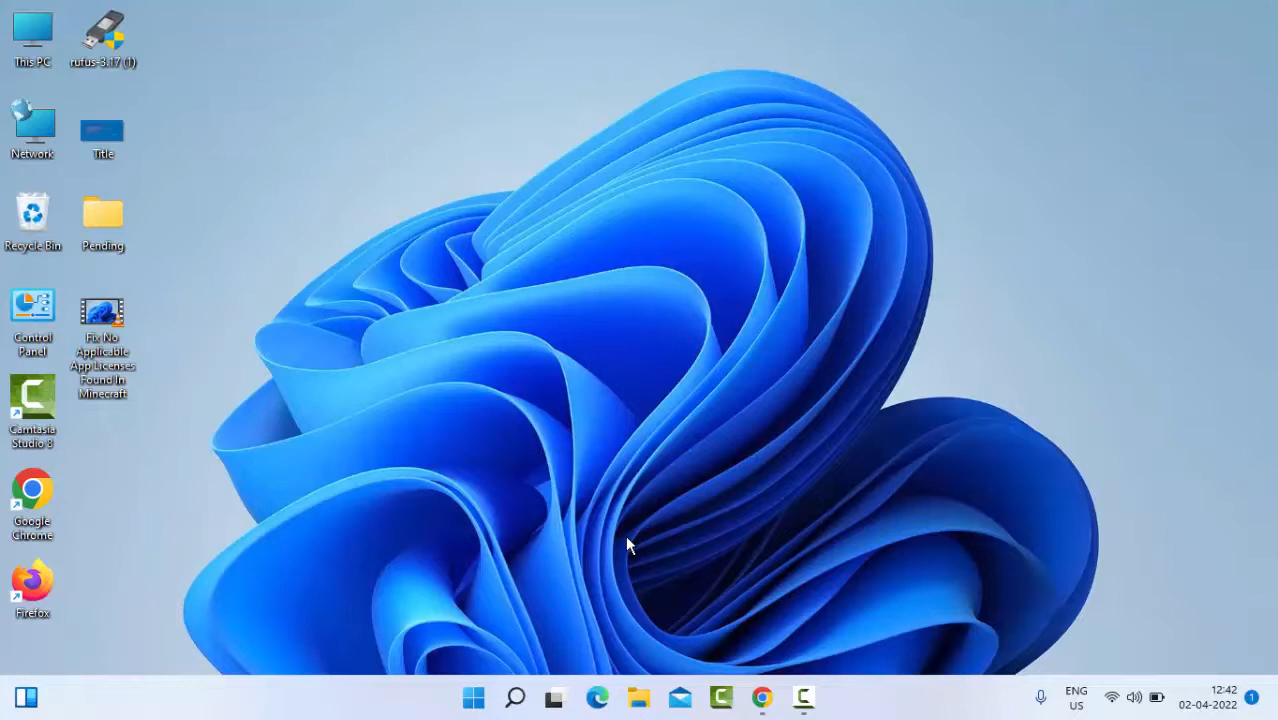 This PC
rufus-3.17 (1)
Network
Title
Recycle Bin
Pending
Control
Panel
Fix No
Applicable
App Licenses
Found In
Minecraft
Camtasia
Studio 8
Google
Chrome
Firefox
ENG
US
12:42
02-04-2022
1